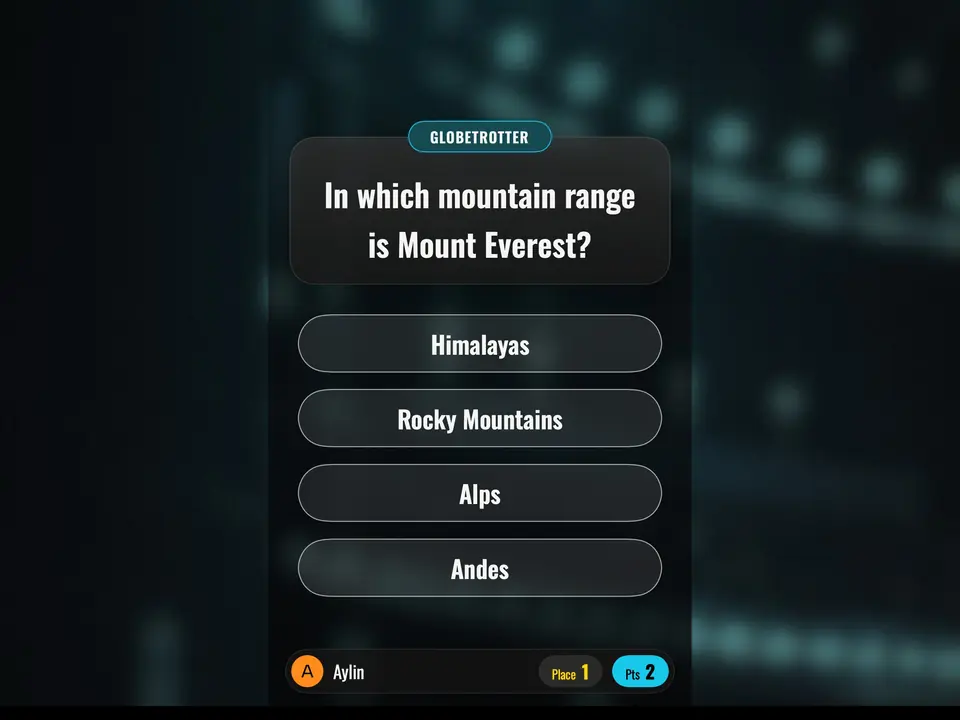 GLOBETROTTER
In which mountain range
is Mount Everest?
Himalayas
Rocky Mountains
Alps
Andes
A Aylin Place 1 Pts 2